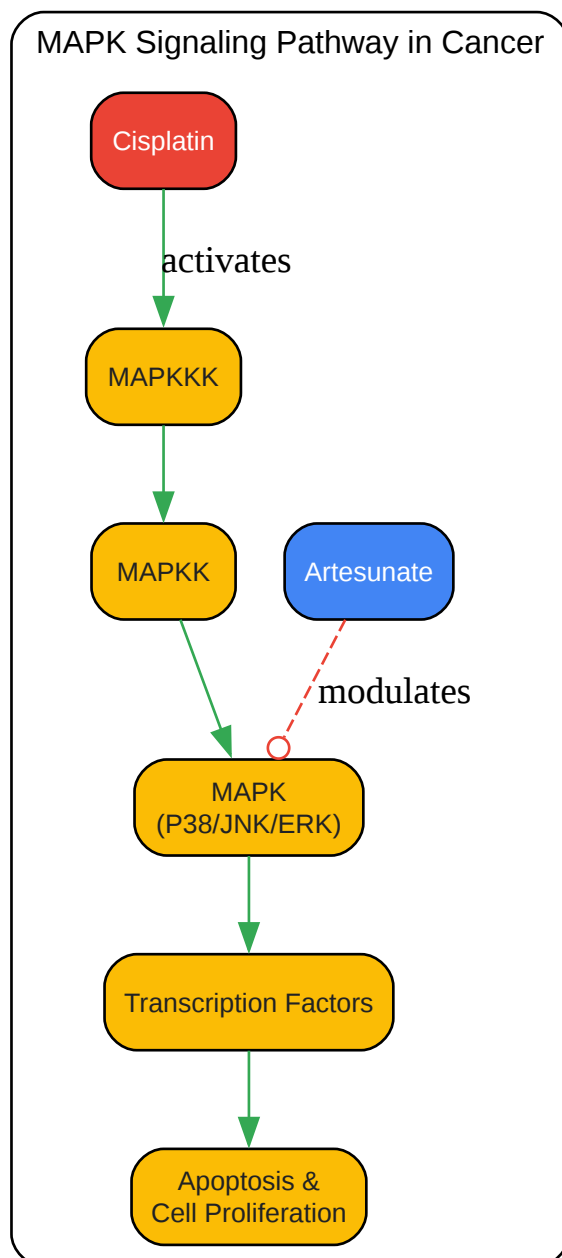 MAPK Signaling Pathway in Cancer
Cisplatin
activates
MAPKKK
MAPKK
Artesunate
modulates
MAPK
(P38/JNK/ERK)
Transcription Factors
Apoptosis &
Cell Proliferation